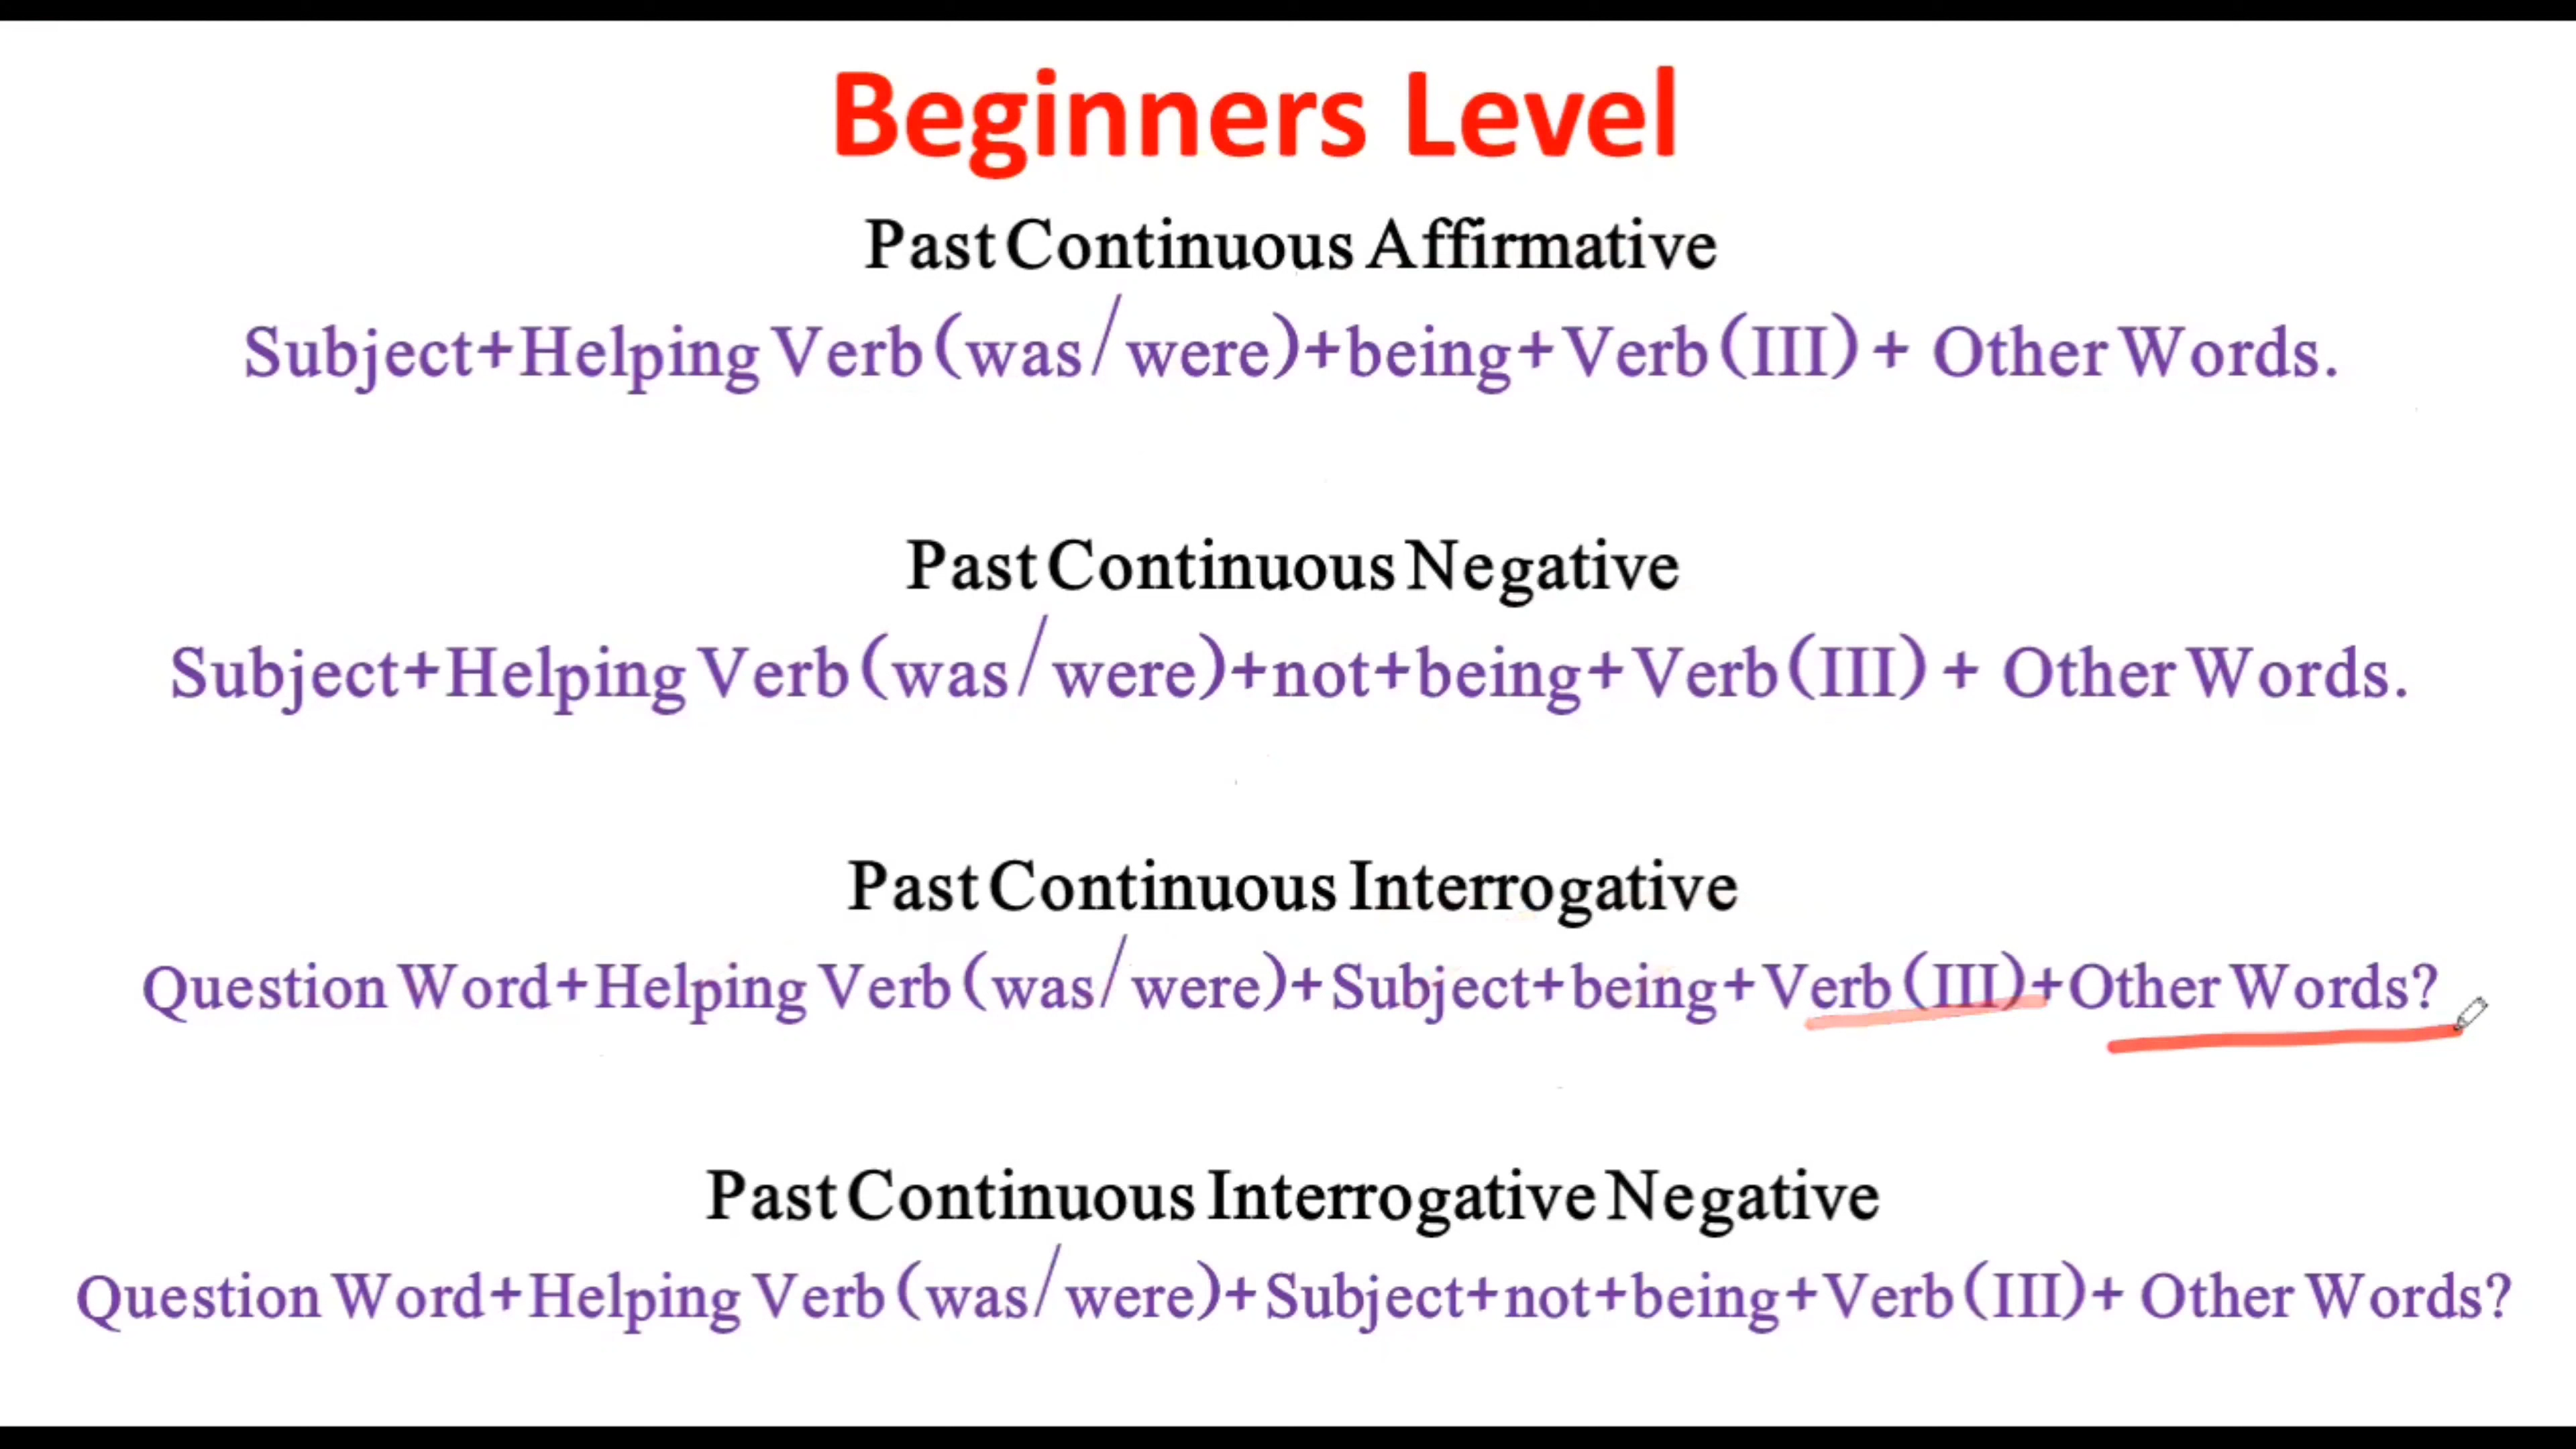 Beginners Level
Past Continuous Affirmative
Subject+Helping Verb(was/were)+being+Verb(III)+ Other Words.
Past Continuous Negative
Subject+Helping Verb(was/were)+not+being+Verb(III)+ Other Words.
Past Continuous Interrogative
Question Word+Helping Verb(was/were)+Subject+being+Verb(III)+Other Words?
Past Continuous Interrogative Negative
Question Word+Helping Verb(was/were)+Subject+not+being+Verb(III)+ Other Words?